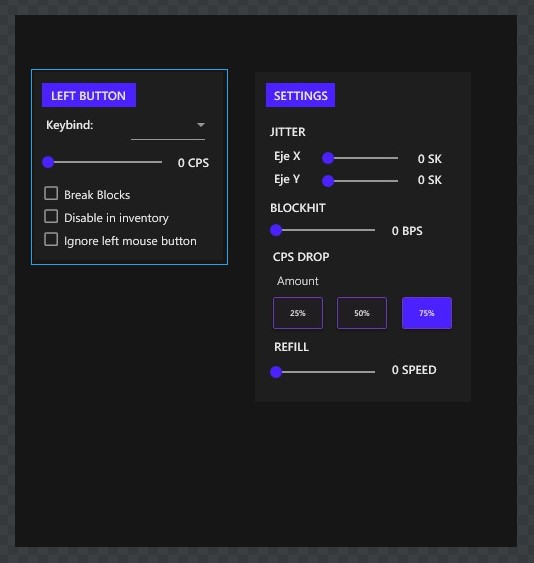 LEFT BUTTON
Keybind:
0 CPS
Break Blocks
Disable in inventory
Ignore left mouse button
SETTINGS
JITTER
Eje X
0 SK
Eje Y
0 SK
BLOCKHIT
0 BPS
CPS DROP
Amount
25% 50% 75%
REFILL
0 SPEED